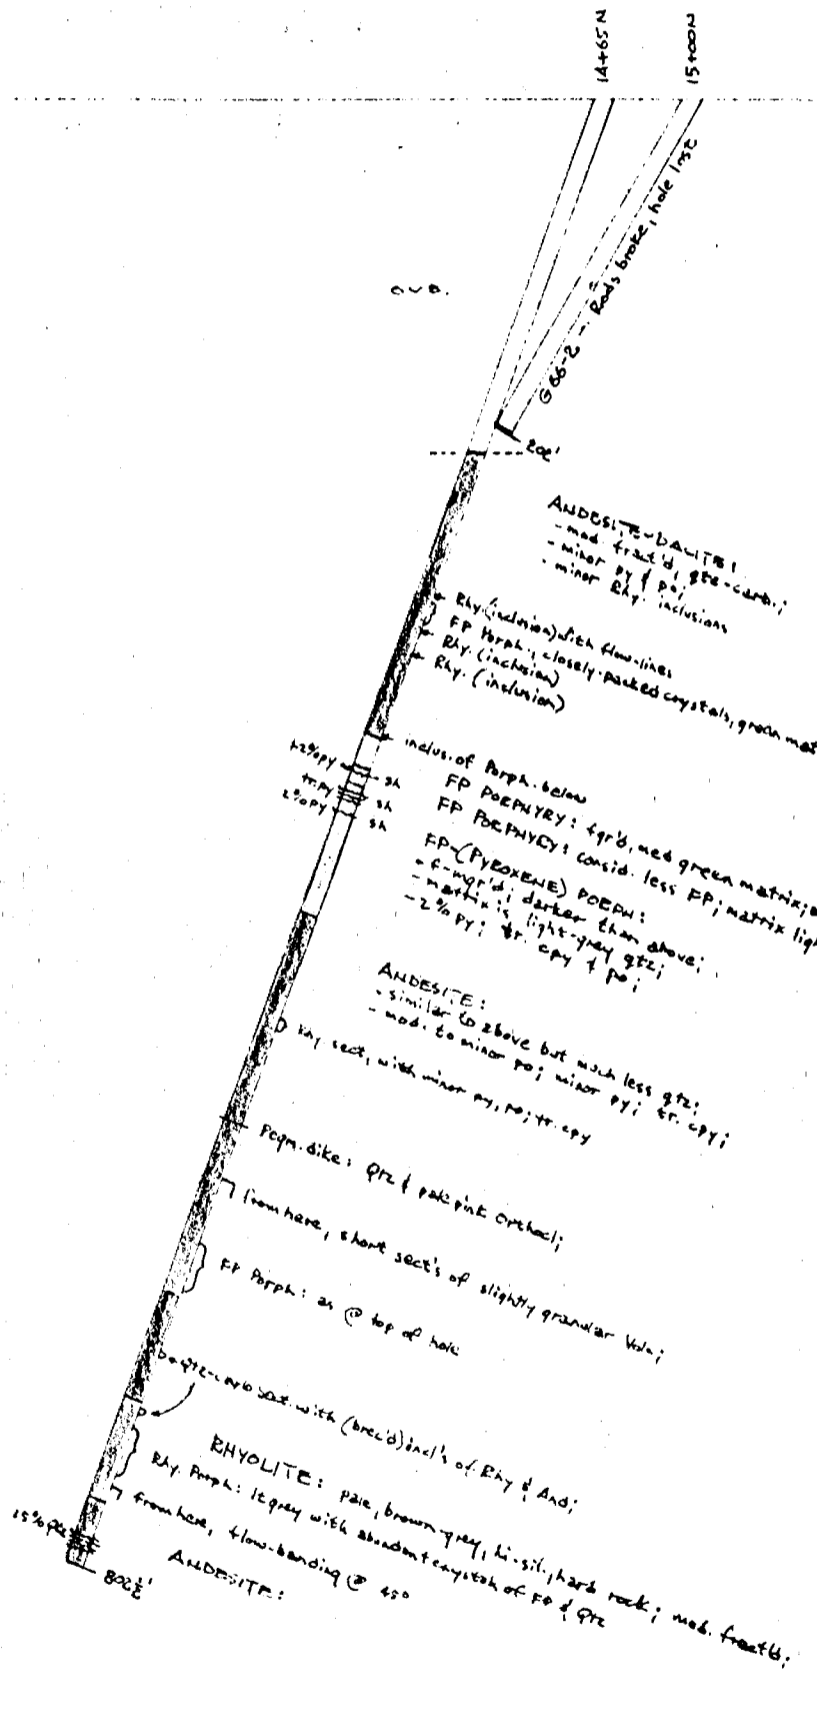 14+65N
15+00N
G66-2 - Rods broke, hole lost
OVB.
202'
ANDESITE-DACITE:
- mod. fract'd, qtz-carb.;
- minor py & po;
- minor Rhy. inclusions
Rhy.(inclusion) with flow-lines
FP Porph., closely-packed crystals, green mat
Rhy. (inclusion)
Rhy. (inclusion)
inclus. of Porph. below
+2%py
sh
tr.py
sh
2%py
sh
FP PORPHYRY: fgr'd, med green matrix;
FP PORPHYRY: consid. less FP; matrix lig
FP-(PYROXENE) PORPH:
- f-mgr'd; darker than above;
- matrix is light-grey qtz;
- 2% py; tr. cpy & po;
ANDESITE:
- similar to above but much less qtz;
- mod. to minor po; minor py; tr. cpy;
Rhy. sect, with minor py, po; tr. cpy
Pegm. dike: Qtz & pale pink orthocl;
from here, short sect's of slightly granular Volc;
FP Porph: as @ top of hole
Qtz-carb sect. with (brec'd) incl's of Rhy & And;
RHYOLITE: pale, brown-grey, hi-sil., hard rock; mod. fract'd;
Rhy. Porph: lt grey with abundant crystals of FP & Qtz
from here, flow-banding @ 45°
15%
802½'
ANDESITE: